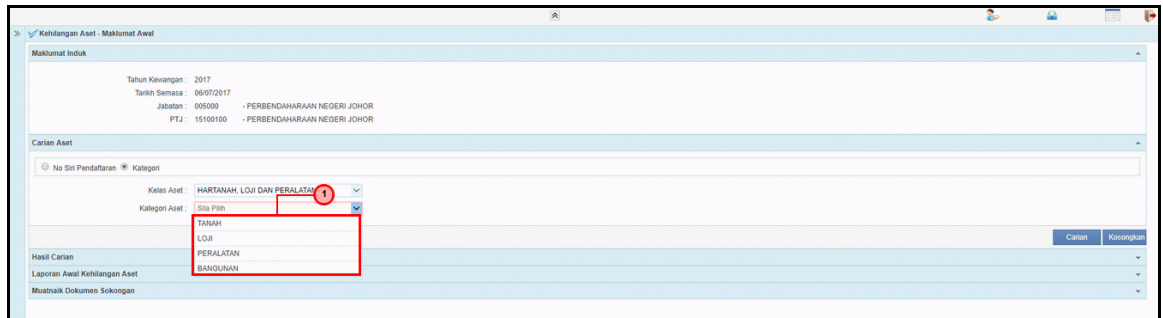 Kehilangan Aset - Maklumat Awal
Maklumat Induk
Tahun Kewangan : 2017
Tarikh Semasa : 06/07/2017
Jabatan : 005000 - PERBENDAHARAAN NEGERI JOHOR
PTJ : 15100100 - PERBENDAHARAAN NEGERI JOHOR
Carian Aset
No Siri Pendaftaran Kategori
Kelas Aset : HARTANAH, LOJI DAN PERALATAN
1
Kategori Aset : Sila Pilih
TANAH
LOJI
PERALATAN
BANGUNAN
Carian Kosongkan
Hasil Carian
Laporan Awal Kehilangan Aset
Muatnaik Dokumen Sokongan